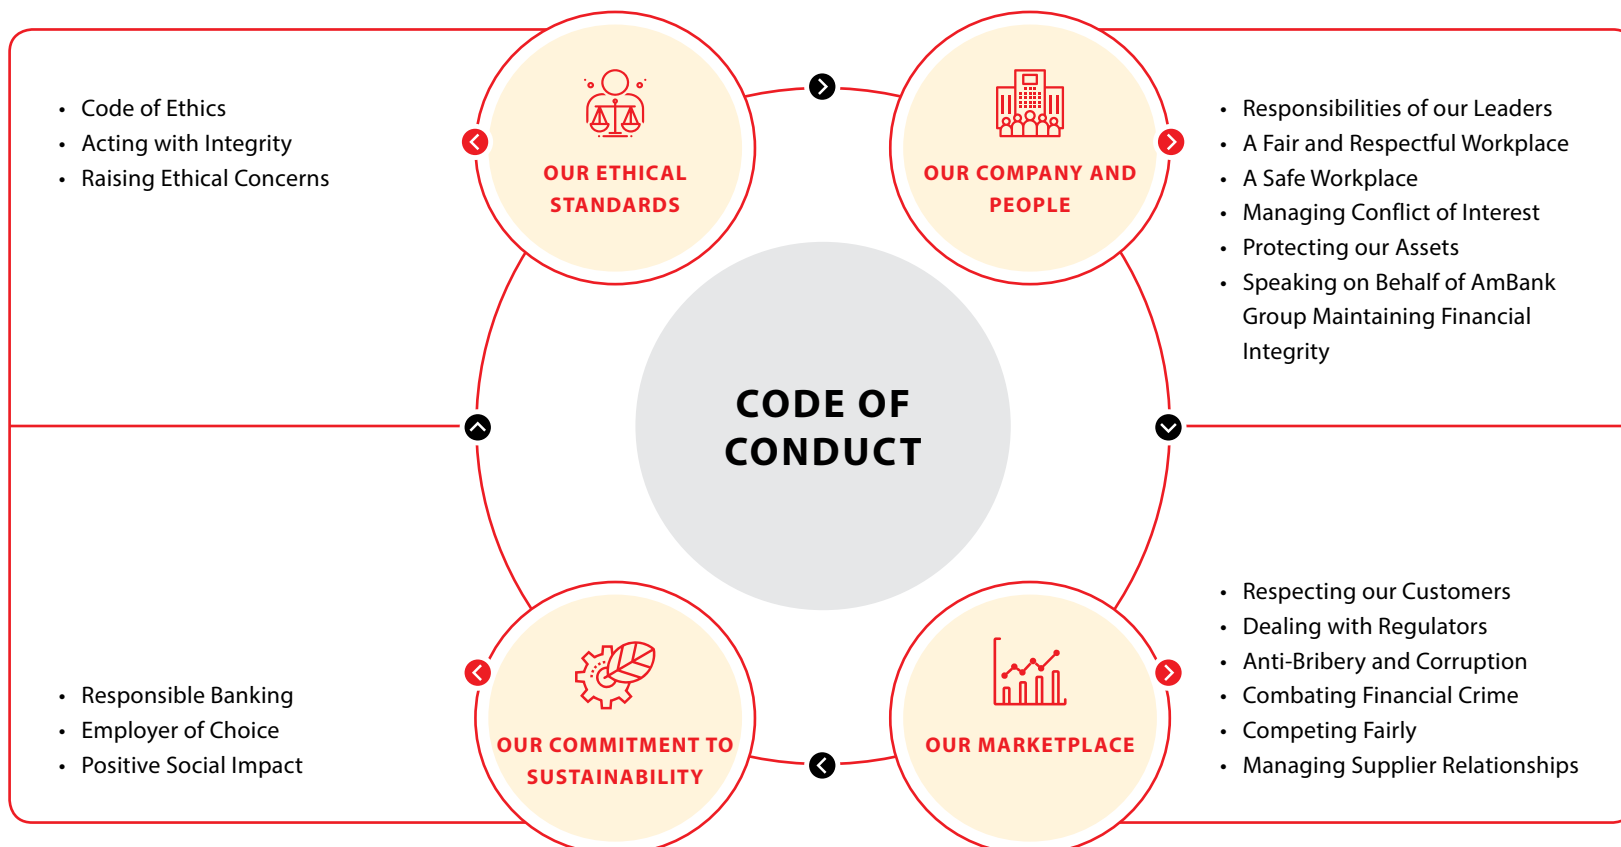 • Code of Ethics
• Acting with Integrity
• Raising Ethical Concerns
OUR ETHICAL
STANDARDS
OUR COMPANY AND
PEOPLE
• Responsibilities of our Leaders
• A Fair and Respectful Workplace
• A Safe Workplace
• Managing Conflict of Interest
• Protecting our Assets
• Speaking on Behalf of AmBank
Group Maintaining Financial
Integrity
CODE OF
CONDUCT
• Responsible Banking
• Employer of Choice
• Positive Social Impact
OUR COMMITMENT TO
SUSTAINABILITY
OUR MARKETPLACE
• Respecting our Customers
• Dealing with Regulators
• Anti-Bribery and Corruption
• Combating Financial Crime
• Competing Fairly
• Managing Supplier Relationships